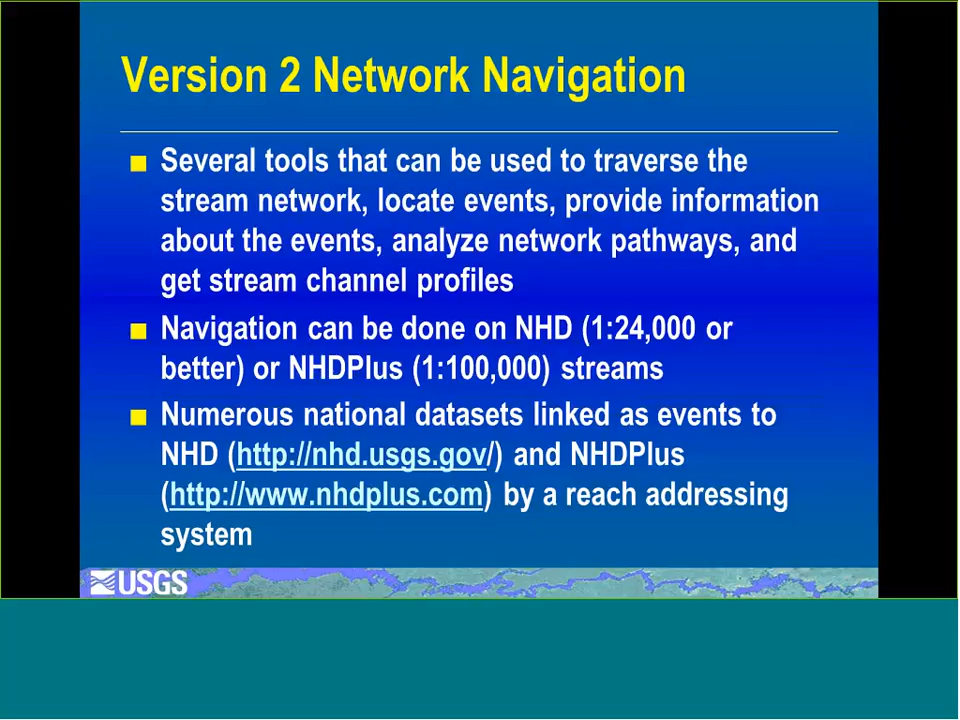 Version 2 Network Navigation
Several tools that can be used to traverse the
stream network, locate events, provide information
about the events, analyze network pathways, and
get stream channel profiles
Navigation can be done on NHD (1:24,000 or
better) or NHDPlus (1:100,000) streams
Numerous national datasets linked as events to
NHD (http://nhd.usgs.gov/) and NHDPlus
(http://www.nhdplus.com) by a reach addressing
system
USGS